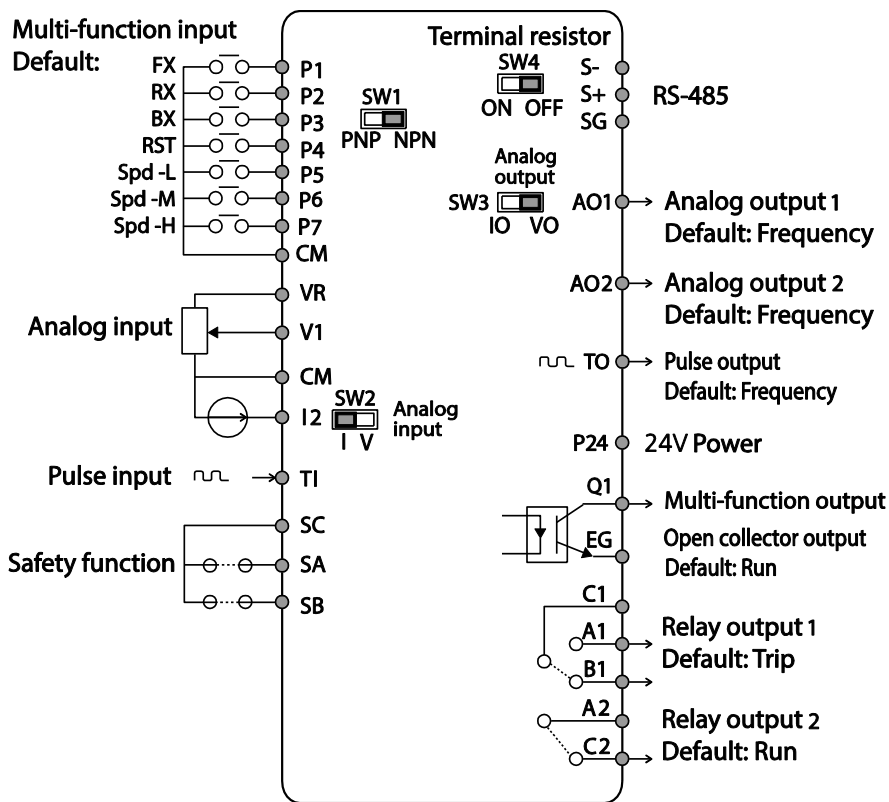 Multi-function input
Default:
FX
P1
RX
P2
BX
P3
RST
P4
Spd -L
P5
Spd -M
P6
Spd -H
P7
CM
SW1
PNP NPN
Analog input
VR
V1
CM
I2
SW2
I V
Analog
input
Pulse input
TI
Safety function
SC
SA
SB
Terminal resistor
SW4
ON OFF
S-
S+
SG
RS-485
Analog
output
SW3
IO VO
AO1
Analog output 1
Default: Frequency
AO2
Analog output 2
Default: Frequency
TO
Pulse output
Default: Frequency
P24
24V Power
Q1
Multi-function output
EG
Open collector output
Default: Run
C1
A1
B1
Relay output 1
Default: Trip
A2
C2
Relay output 2
Default: Run